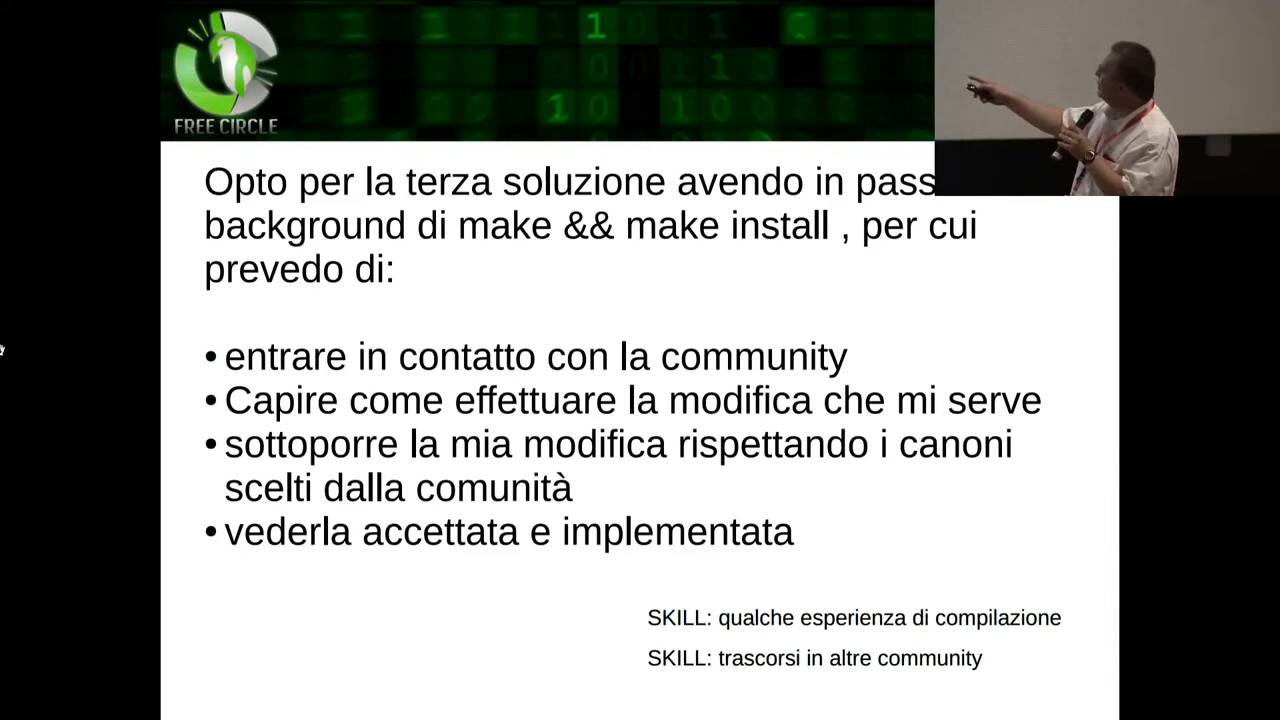 FREE CIRCLE
Opto per la terza soluzione avendo in
background di make && make install , per cui
prevedo di:
• entrare in contatto con la community
• Capire come effettuare la modifica che mi serve
• sottoporre la mia modifica rispettando i canoni
scelti dalla comunità
• vederla accettata e implementata
SKILL: qualche esperienza di compilazione
SKILL: trascorsi in altre community